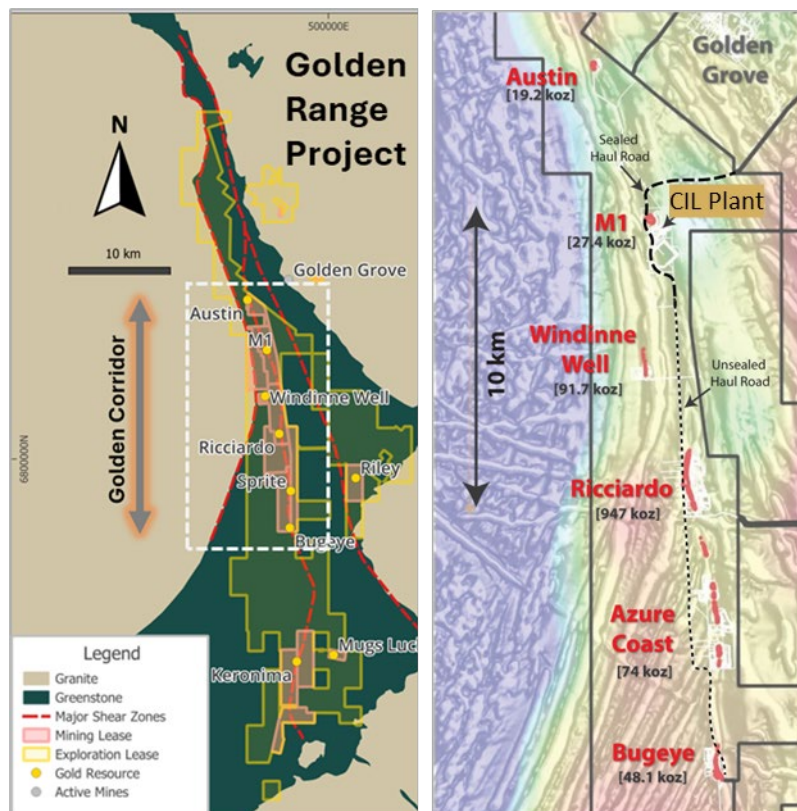 500000E
Golden
Range
Project
N
10 km
Golden Grove
Austin
M1
Windinne Well
Ricciardo
Riley
Sprite
Bugeye
Golden Corridor
6800000N
Keronima
Legend
Granite
Greenstone
Major Shear Zones
Mining Lease
Exploration Lease
Gold Resource
Active Mines
Mugs Luc
Golden
Grove
Austin
[19.2 koz]
Sealed
Haul Road
CIL Plant
M1
[27.4 koz]
10 km
Windinne
Well
[91.7 koz]
Unsealed
Haul Road
Ricciardo
[947 koz]
Azure
Coast
[74 koz]
Bugeye
[48.1 koz]